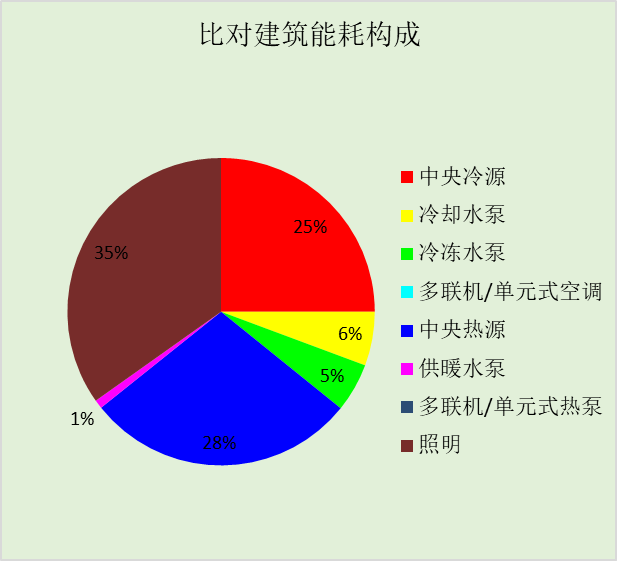 比对建筑能耗构成
25%
6%
5%
28%
1%
35%
中央冷源
冷却水泵
冷冻水泵
多联机/单元式空调
中央热源
供暖水泵
多联机/单元式热泵
照明